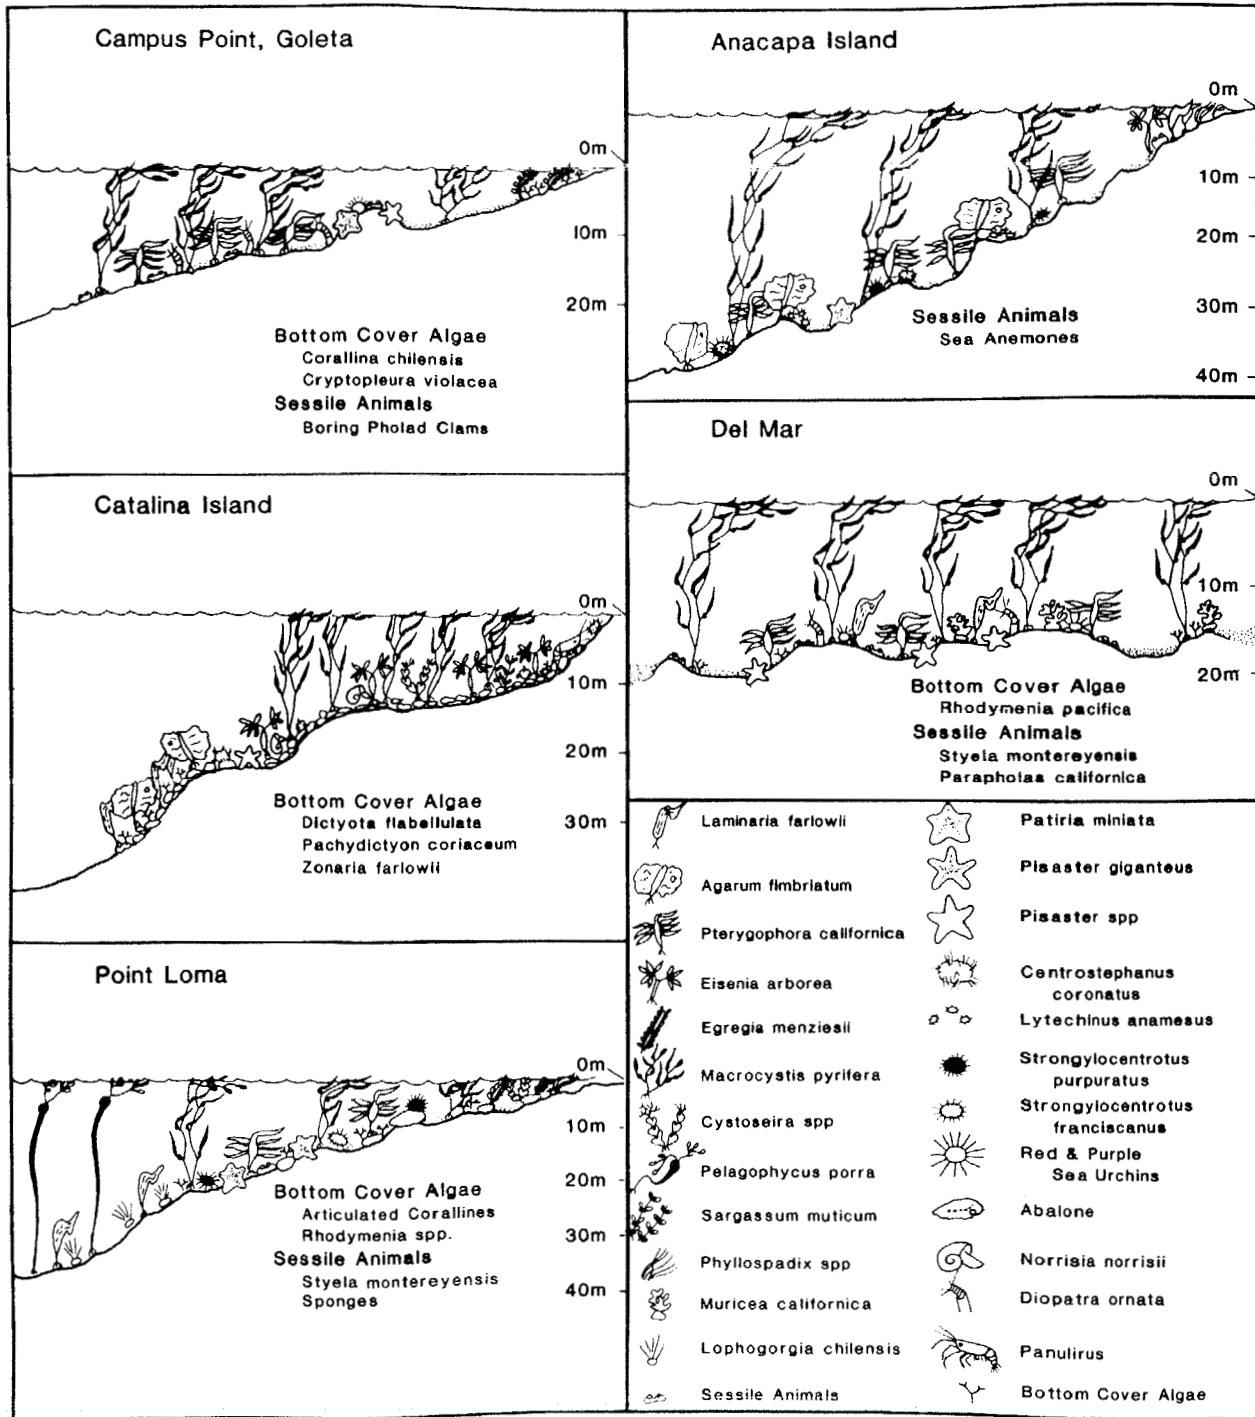 Campus Point, Goleta
0m
10m
20m
Bottom Cover Algae
Corallina chilensis
Cryptopleura violacea
Sessile Animals
Boring Pholad Clams
Anacapa Island
0m
10m
20m
30m
40m
Sessile Animals
Sea Anemones
Catalina Island
0m
10m
20m
30m
Bottom Cover Algae
Dictyota flabellulata
Pachydictyon coriaceum
Zonaria farlowii
Del Mar
0m
10m
20m
Bottom Cover Algae
Rhodymenia pacifica
Sessile Animals
Styela montereyensis
Parapholas californica
Point Loma
0m
10m
20m
30m
40m
Bottom Cover Algae
Articulated Corallines
Rhodymenia spp.
Sessile Animals
Styela montereyensis
Sponges
Laminaria farlowii
Agarum fimbriatum
Pterygophora californica
Eisenia arborea
Egregia menziesii
Macrocystis pyrifera
Cystoseira spp
Pelagophycus porra
Sargassum muticum
Phyllospadix spp
Muricea californica
Lophogorgia chilensis
Sessile Animals
Patiria miniata
Pisaster giganteus
Pisaster spp
Centrostephanus
coronatus
Lytechinus anamesus
Strongylocentrotus
purpuratus
Strongylocentrotus
franciscanus
Red & Purple
Sea Urchins
Abalone
Norrisia norrisii
Diopatra ornata
Panulirus
Bottom Cover Algae